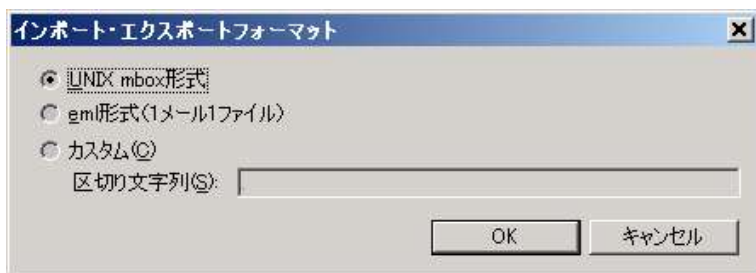 インポート・エクスポートフォーマット
UNIX mbox形式
eml形式(1メール1ファイル)
カスタム(C)
区切り文字列(S):
OK キャンセル